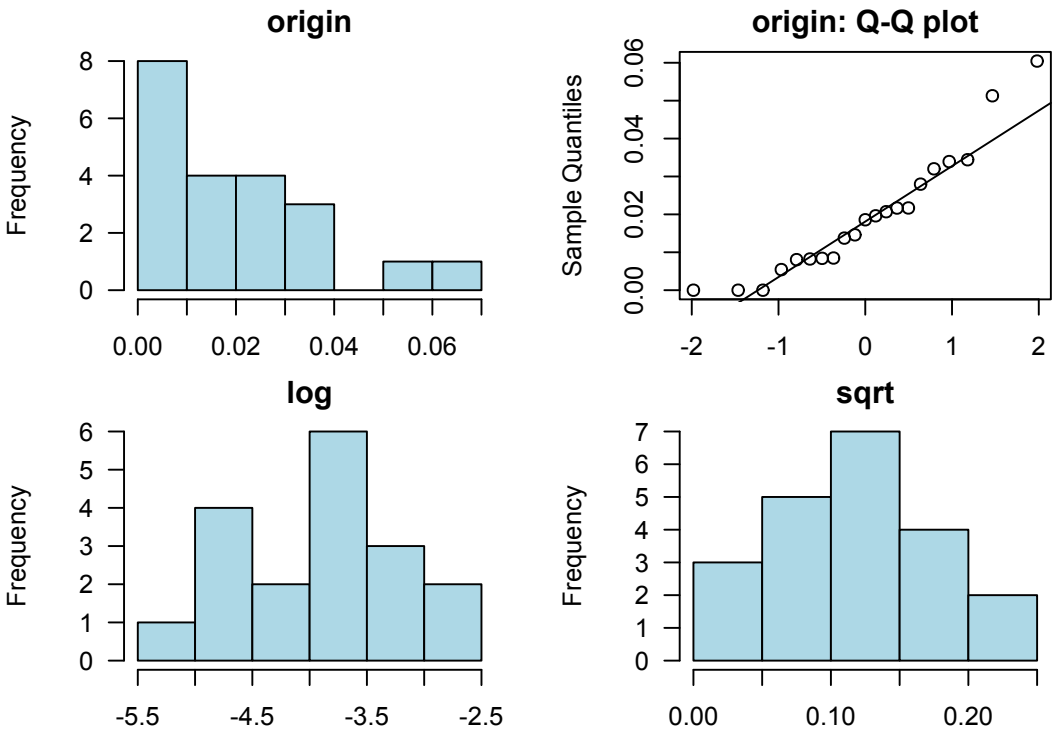 origin
Frequency
8
6
4
2
0
0.00 0.02 0.04 0.06
origin: Q-Q plot
Sample Quantiles
0.06
0.04
0.02
0.00
-2 -1 0 1 2
log
Frequency
6
5
4
3
2
1
0
-5.5 -4.5 -3.5 -2.5
sqrt
Frequency
7
6
5
4
3
2
1
0
0.00 0.10 0.20